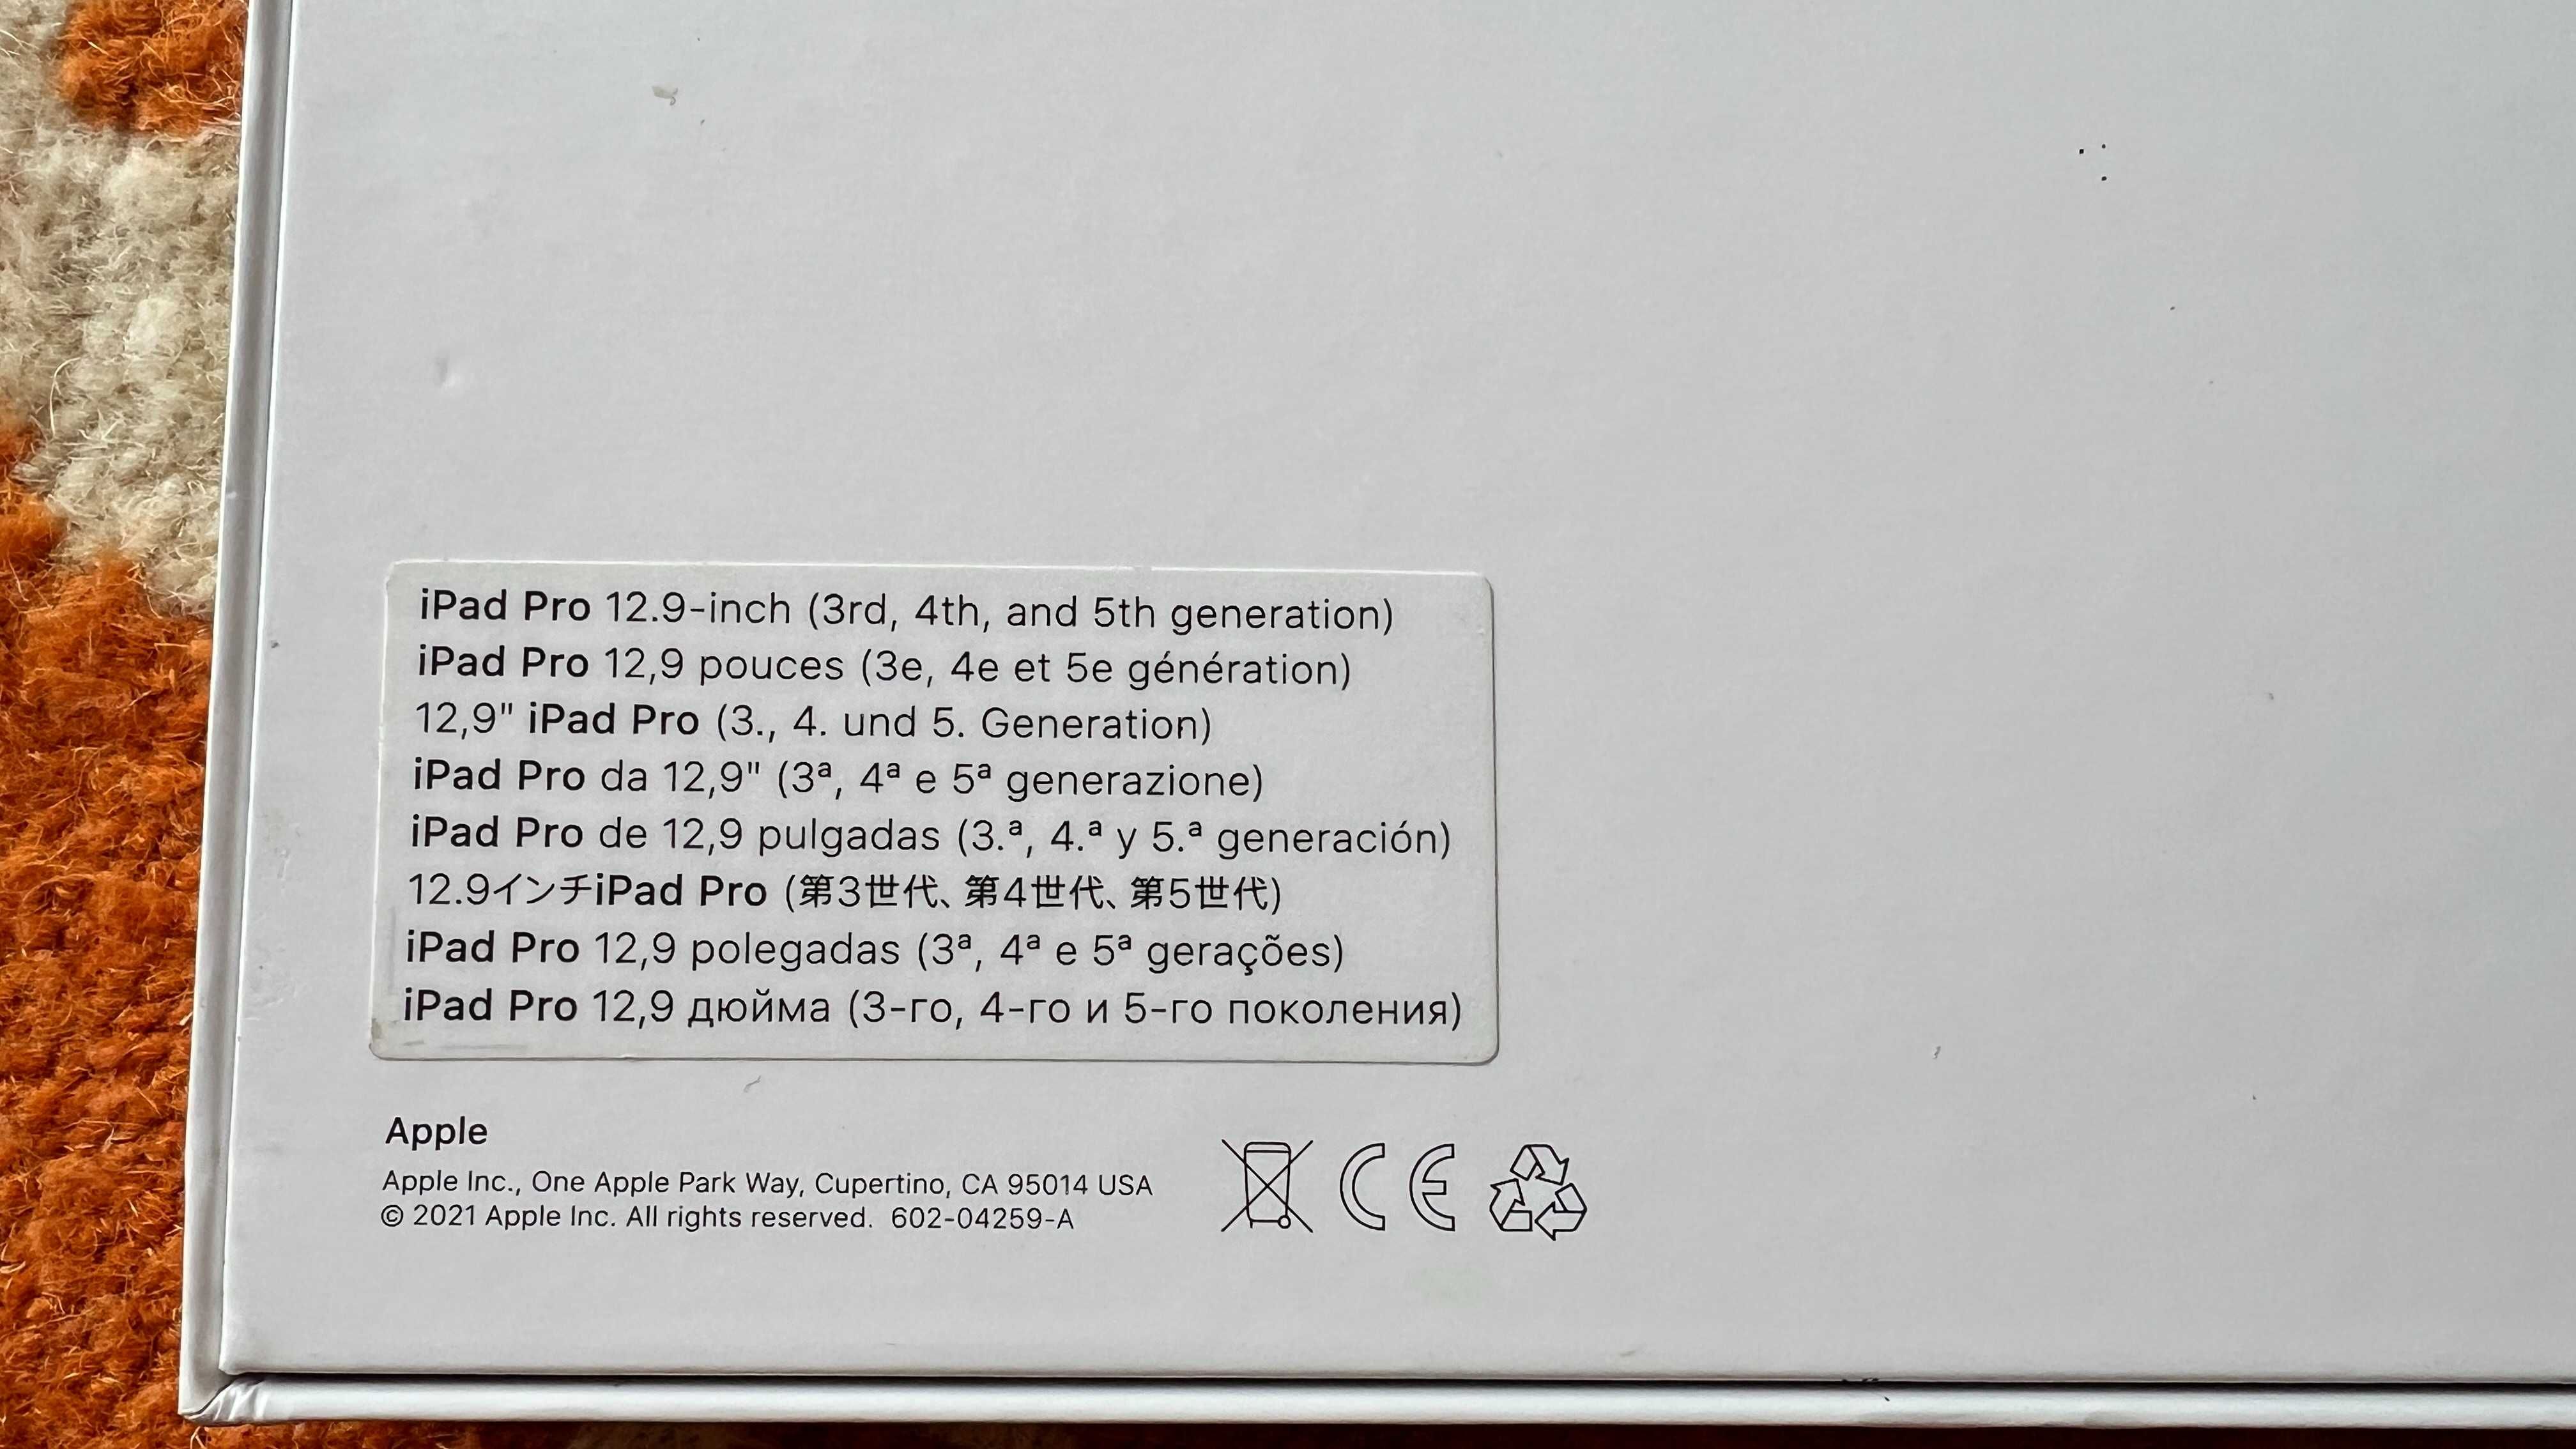 iPad Pro 12.9-inch (3rd, 4th, and 5th generation)
iPad Pro 12,9 pouces (3e, 4e et 5e génération)
12,9" iPad Pro (3., 4. und 5. Generation)
iPad Pro da 12,9" (3ª, 4ª e 5ª generazione)
iPad Pro de 12,9 pulgadas (3.ª, 4.ª y 5.ª generación)
12.9インチiPad Pro (第3世代、第4世代、第5世代)
iPad Pro 12,9 polegadas (3ª, 4ª e 5ª gerações)
iPad Pro 12,9 дюйма (3-го, 4-го и 5-го поколения)
Apple
Apple Inc., One Apple Park Way, Cupertino, CA 95014 USA
© 2021 Apple Inc. All rights reserved. 602-04259-A
CE